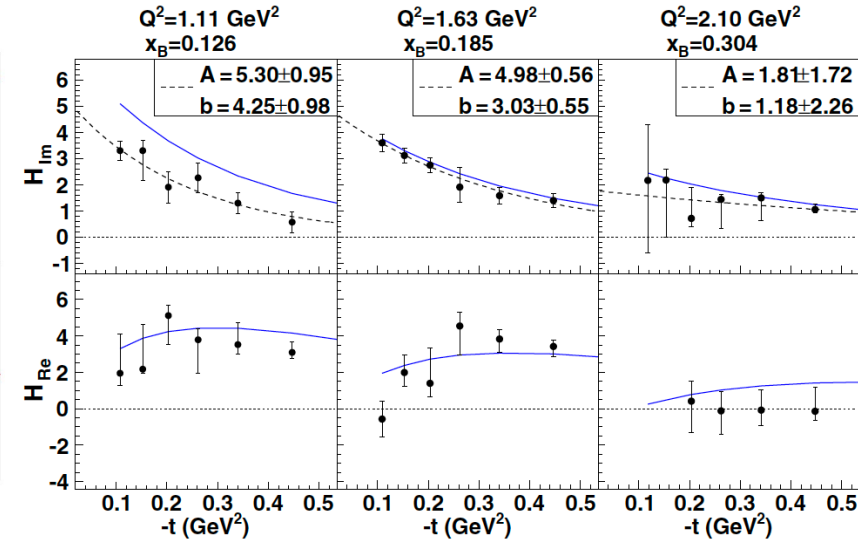 Q²=1.11 GeV²
x_B=0.126
Q²=1.63 GeV²
x_B=0.185
Q²=2.10 GeV²
x_B=0.304
A = 5.30±0.95
b = 4.25±0.98
A = 4.98±0.56
b = 3.03±0.55
A = 1.81±1.72
b = 1.18±2.26
H_Im
6
5
4
3
2
1
0
-1
H_Re
6
4
2
0
-2
-4
0.1 0.2 0.3 0.4 0.5
0.1 0.2 0.3 0.4 0.5
0.1 0.2 0.3 0.4 0.5
-t (GeV²)
-t (GeV²)
-t (GeV²)